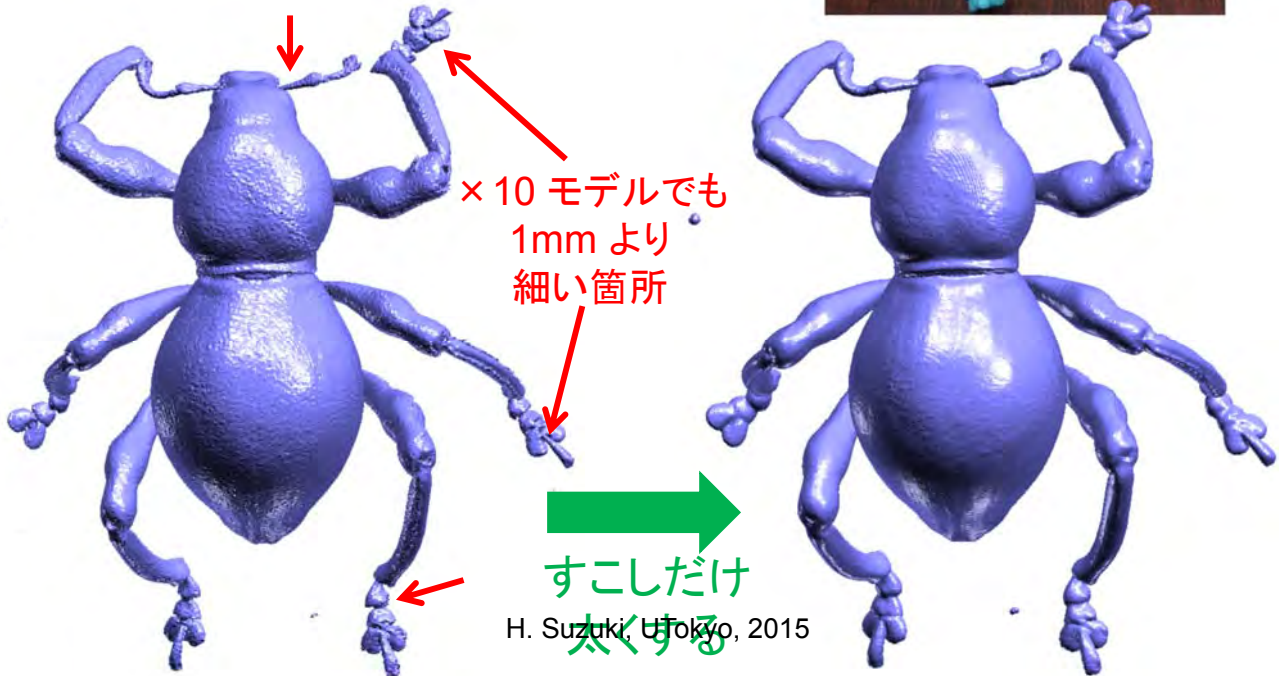 ×10 モデルでも
1mm より
細い箇所
すこしだけ
太くする
H. Suzuki, UTokyo, 2015